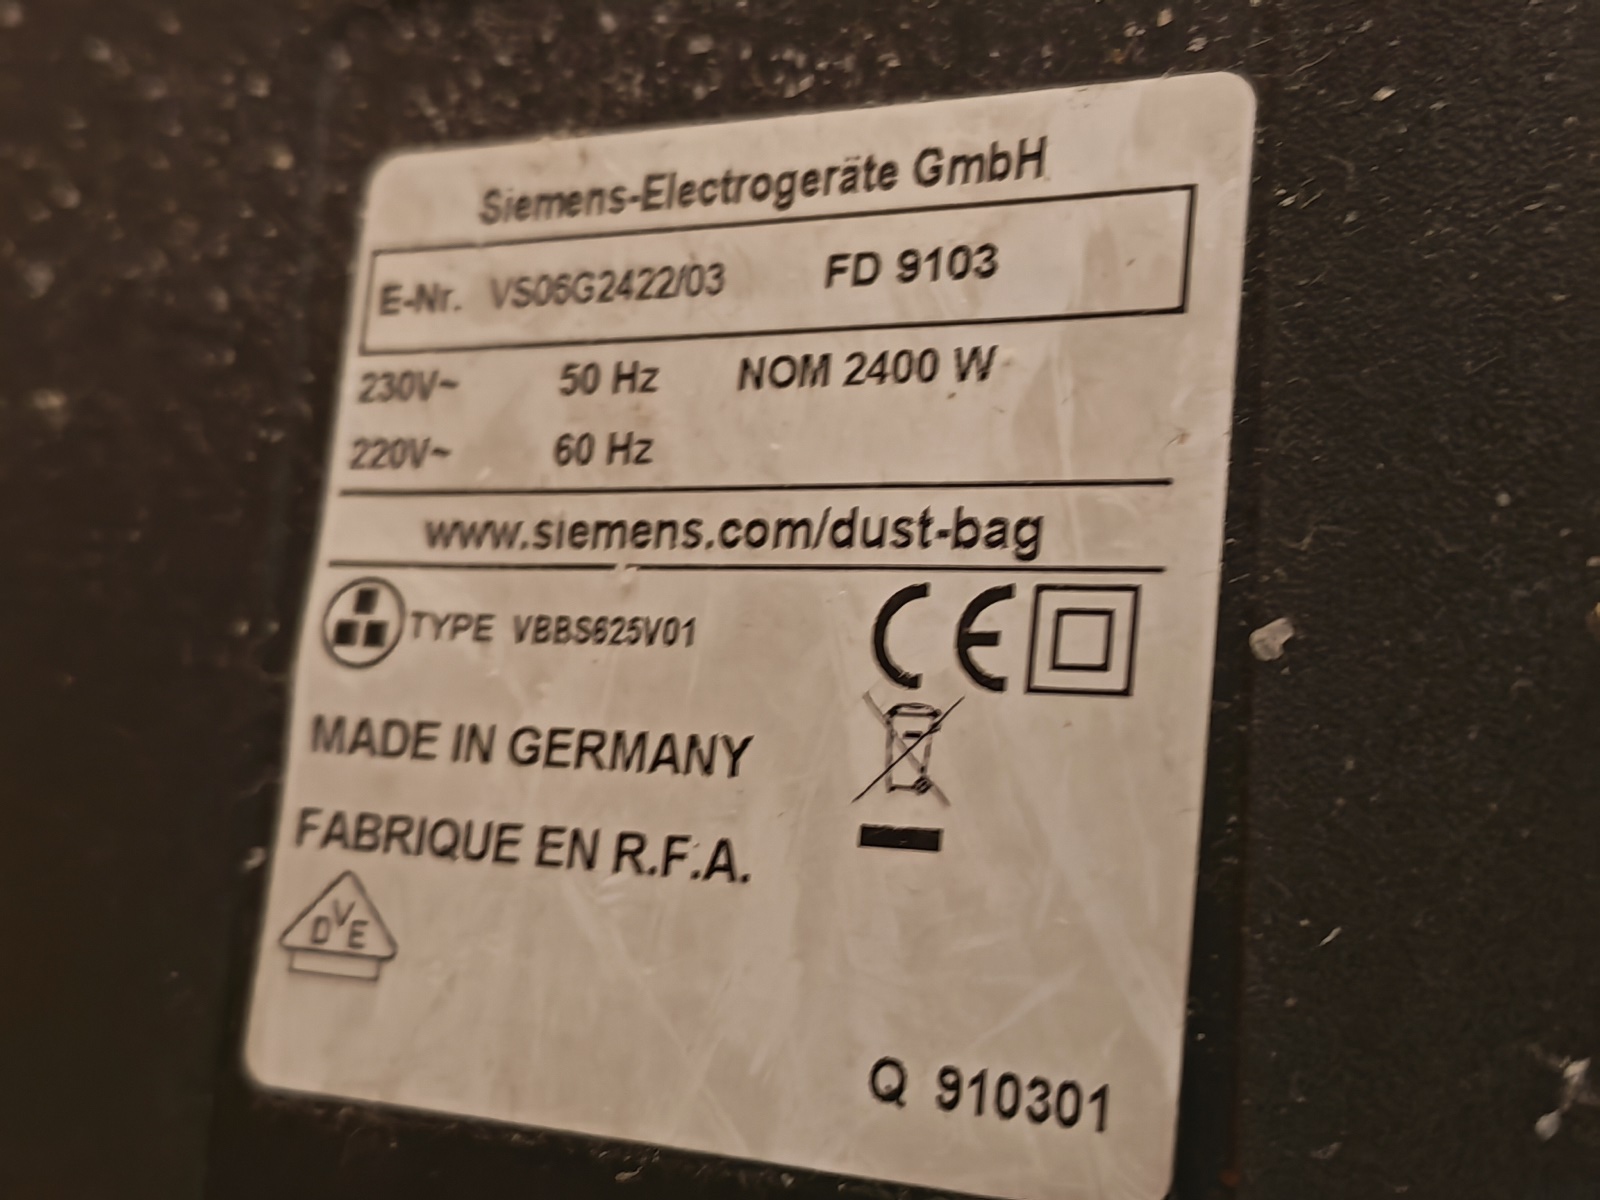 Siemens-Electrogeräte GmbH
E-Nr. VS06G2422/03 FD 9103
230V~ 50 Hz NOM 2400 W
220V~ 60 Hz
www.siemens.com/dust-bag
TYPE VBBS625V01 CE
MADE IN GERMANY
FABRIQUE EN R.F.A.
DVE
Q 910301